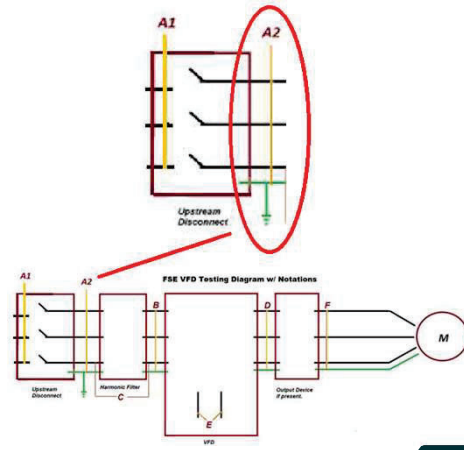 A1
A2
Upstream
Disconnect
FSE VFD Testing Diagram w/ Notations
A1
A2
B
D
F
M
C
E
Upstream
Disconnect
Harmonic Filter
VFD
Output Device
if present.